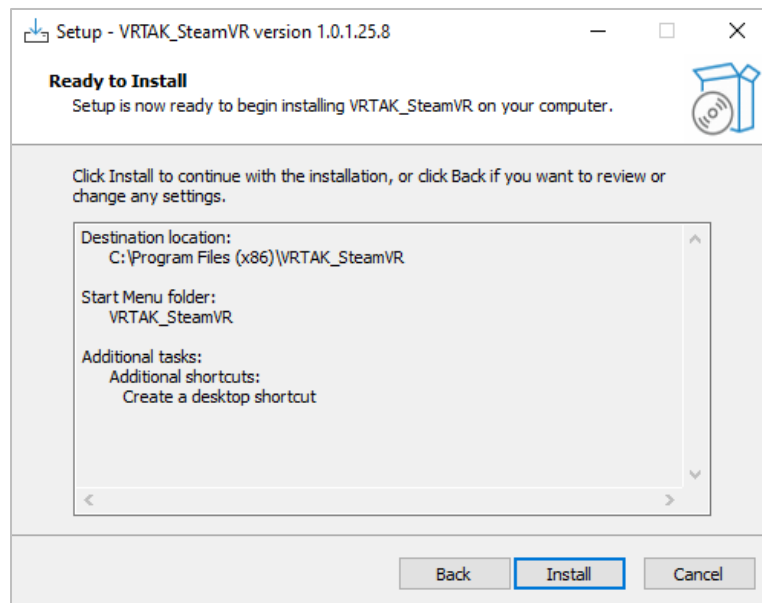 Setup - VRTAK_SteamVR version 1.0.1.25.8
Ready to Install
Setup is now ready to begin installing VRTAK_SteamVR on your computer.
Click Install to continue with the installation, or click Back if you want to review or
change any settings.
Destination location:
C:\Program Files (x86)\VRTAK_SteamVR
Start Menu folder:
VRTAK_SteamVR
Additional tasks:
Additional shortcuts:
Create a desktop shortcut
Back Install Cancel